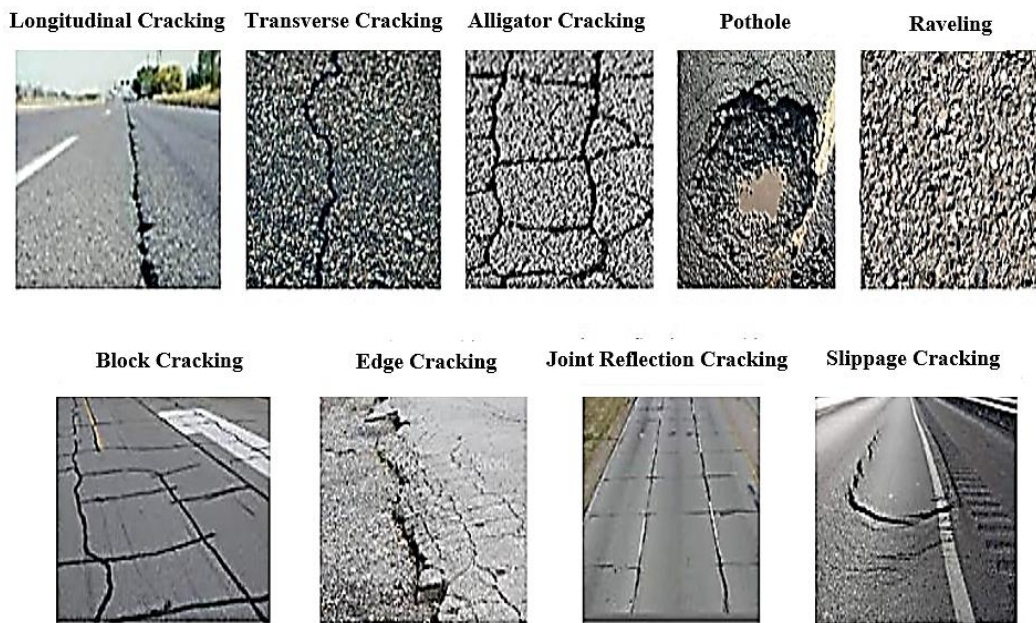 Longitudinal Cracking
Transverse Cracking
Alligator Cracking
Pothole
Raveling
Block Cracking
Edge Cracking
Joint Reflection Cracking
Slippage Cracking